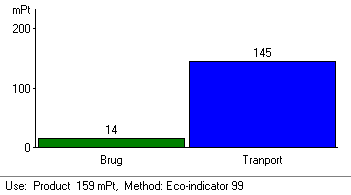 mPt
200
145
100
14
0
Brug Tranport
Use: Product 159 mPt, Method: Eco-indicator 99